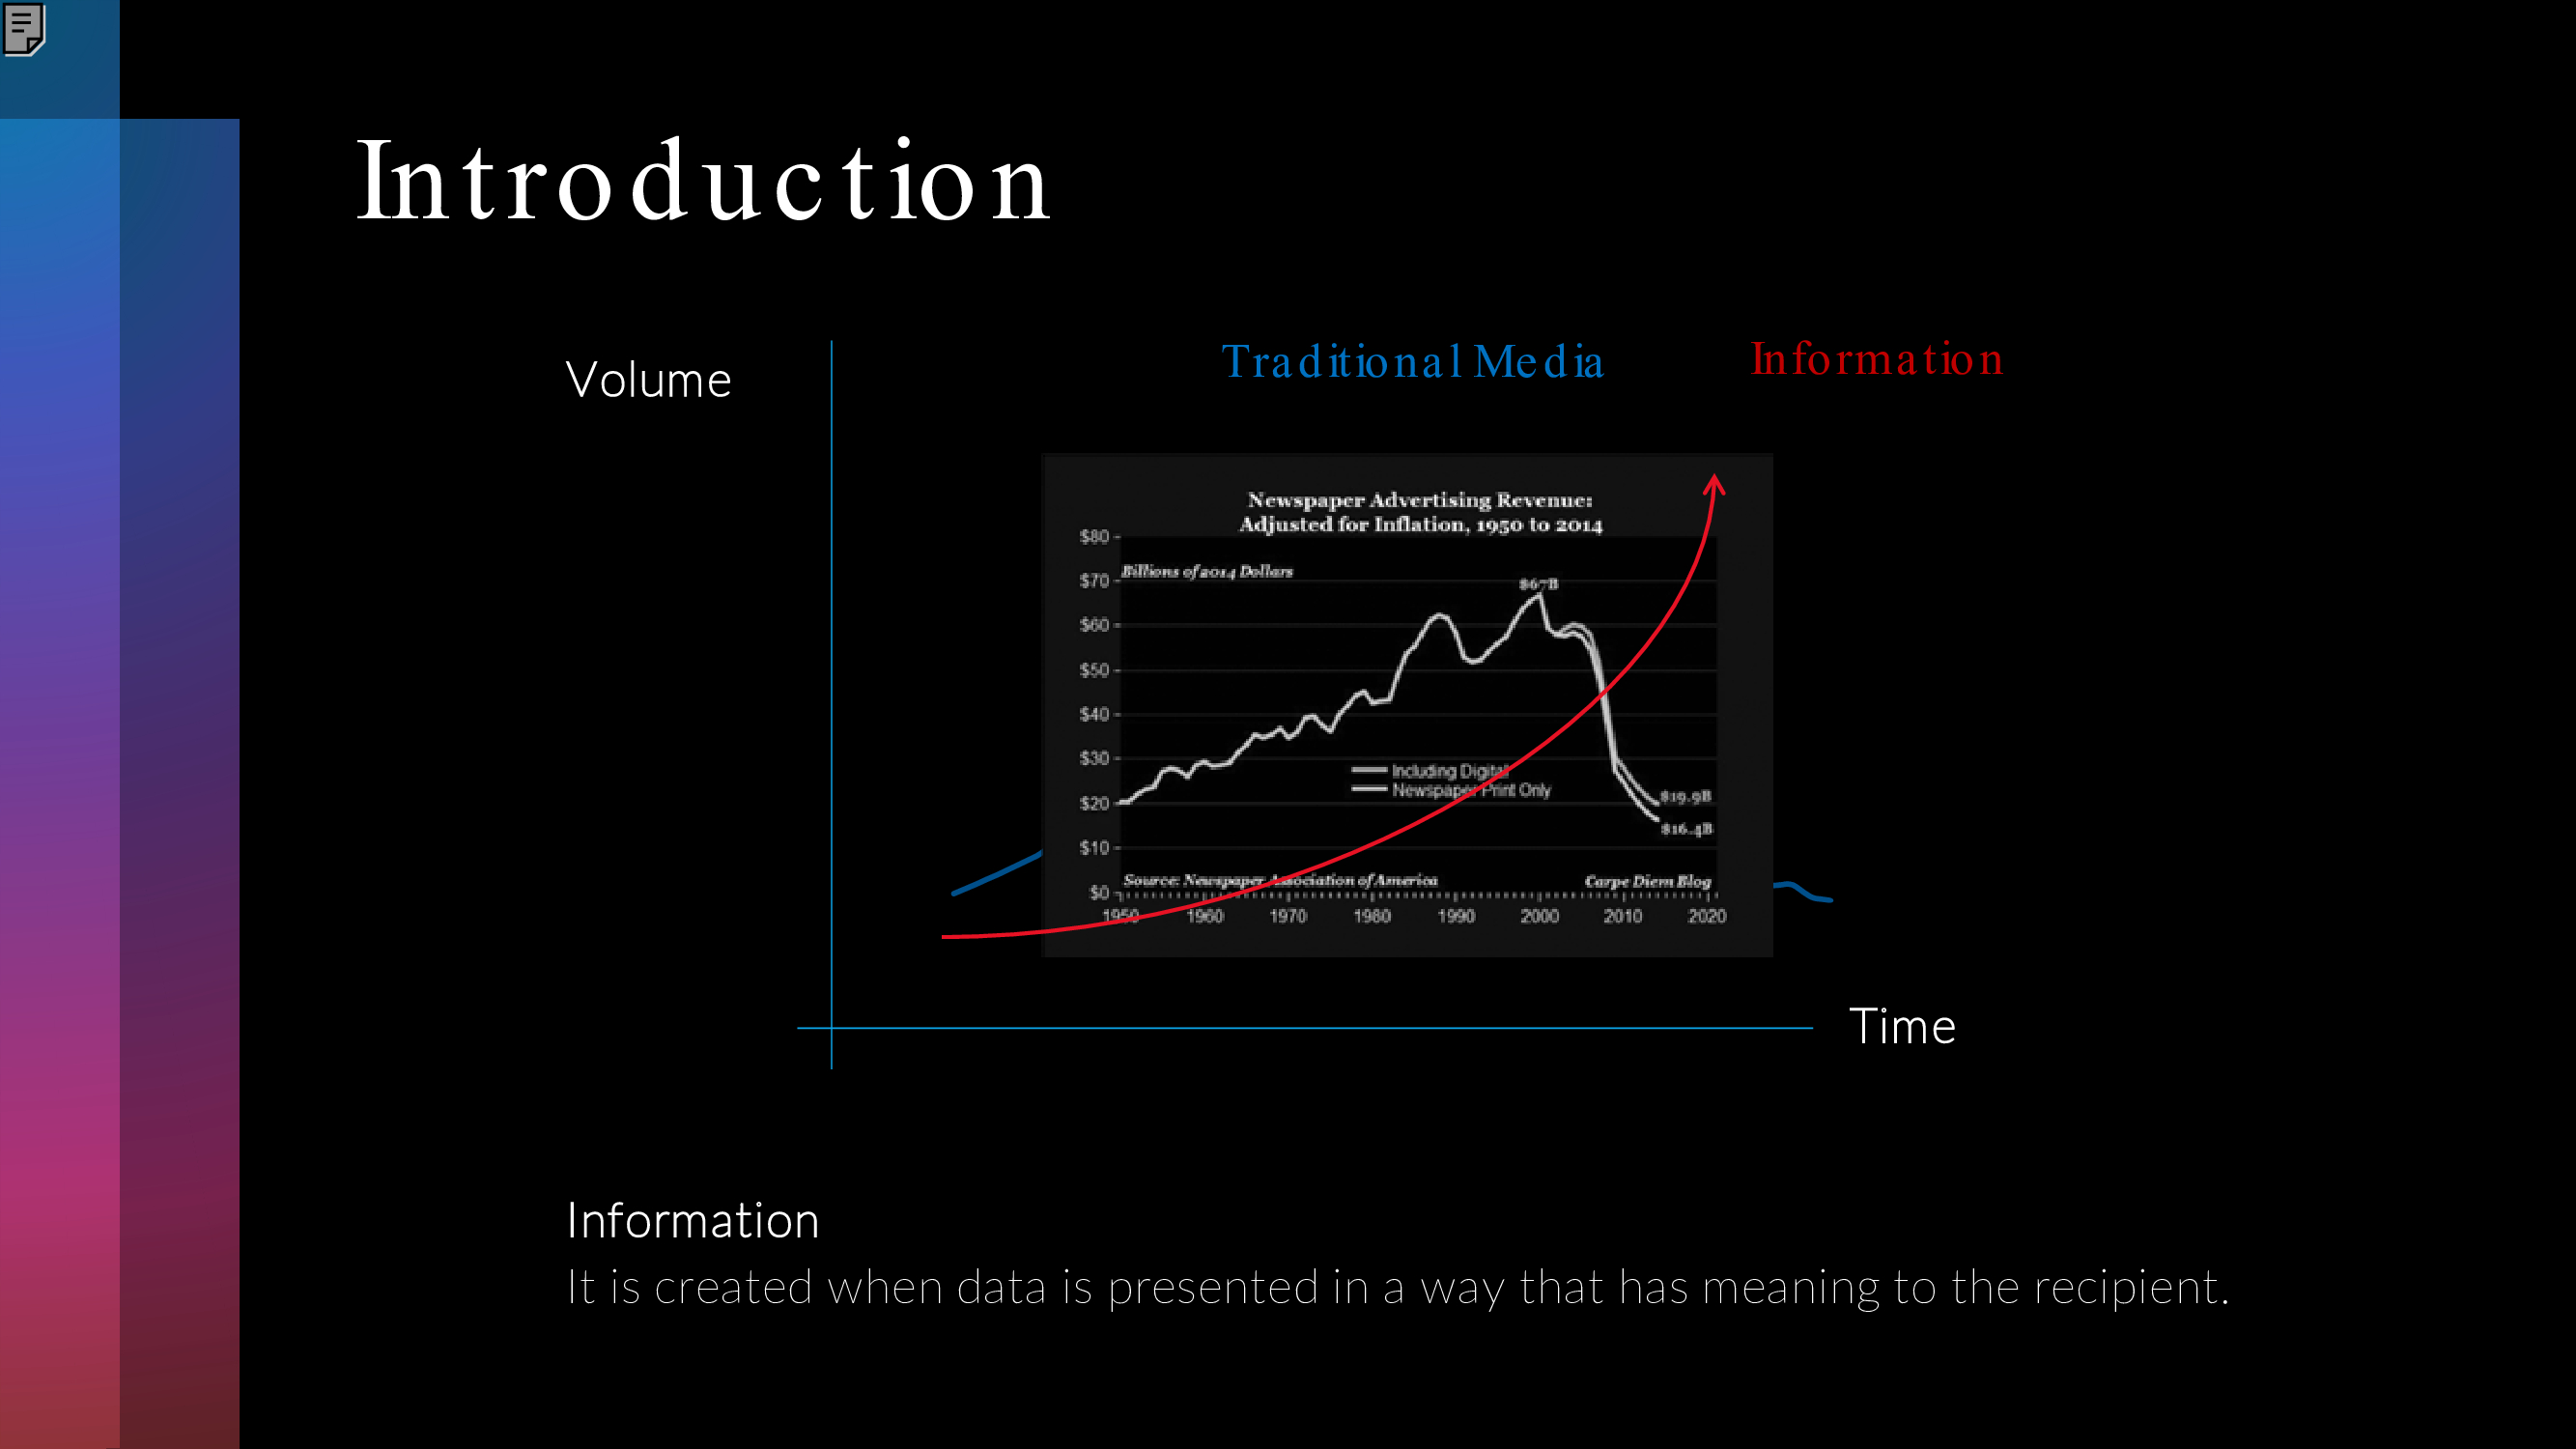 Introduction
Volume
Traditional Media
Information
Newspaper Advertising Revenue:
Adjusted for Inflation, 1950 to 2014
$80
Billions of 2014 Dollars
$70
$67B
$60
$50
$40
$30
Including Digital
Newspaper Print Only
$20
$19.9B
$16.4B
$10
Source: Newspaper Association of America
Carpe Diem Blog
$0
1950 1960 1970 1980 1990 2000 2010 2020
Time
Information
It is created when data is presented in a way that has meaning to the recipient.